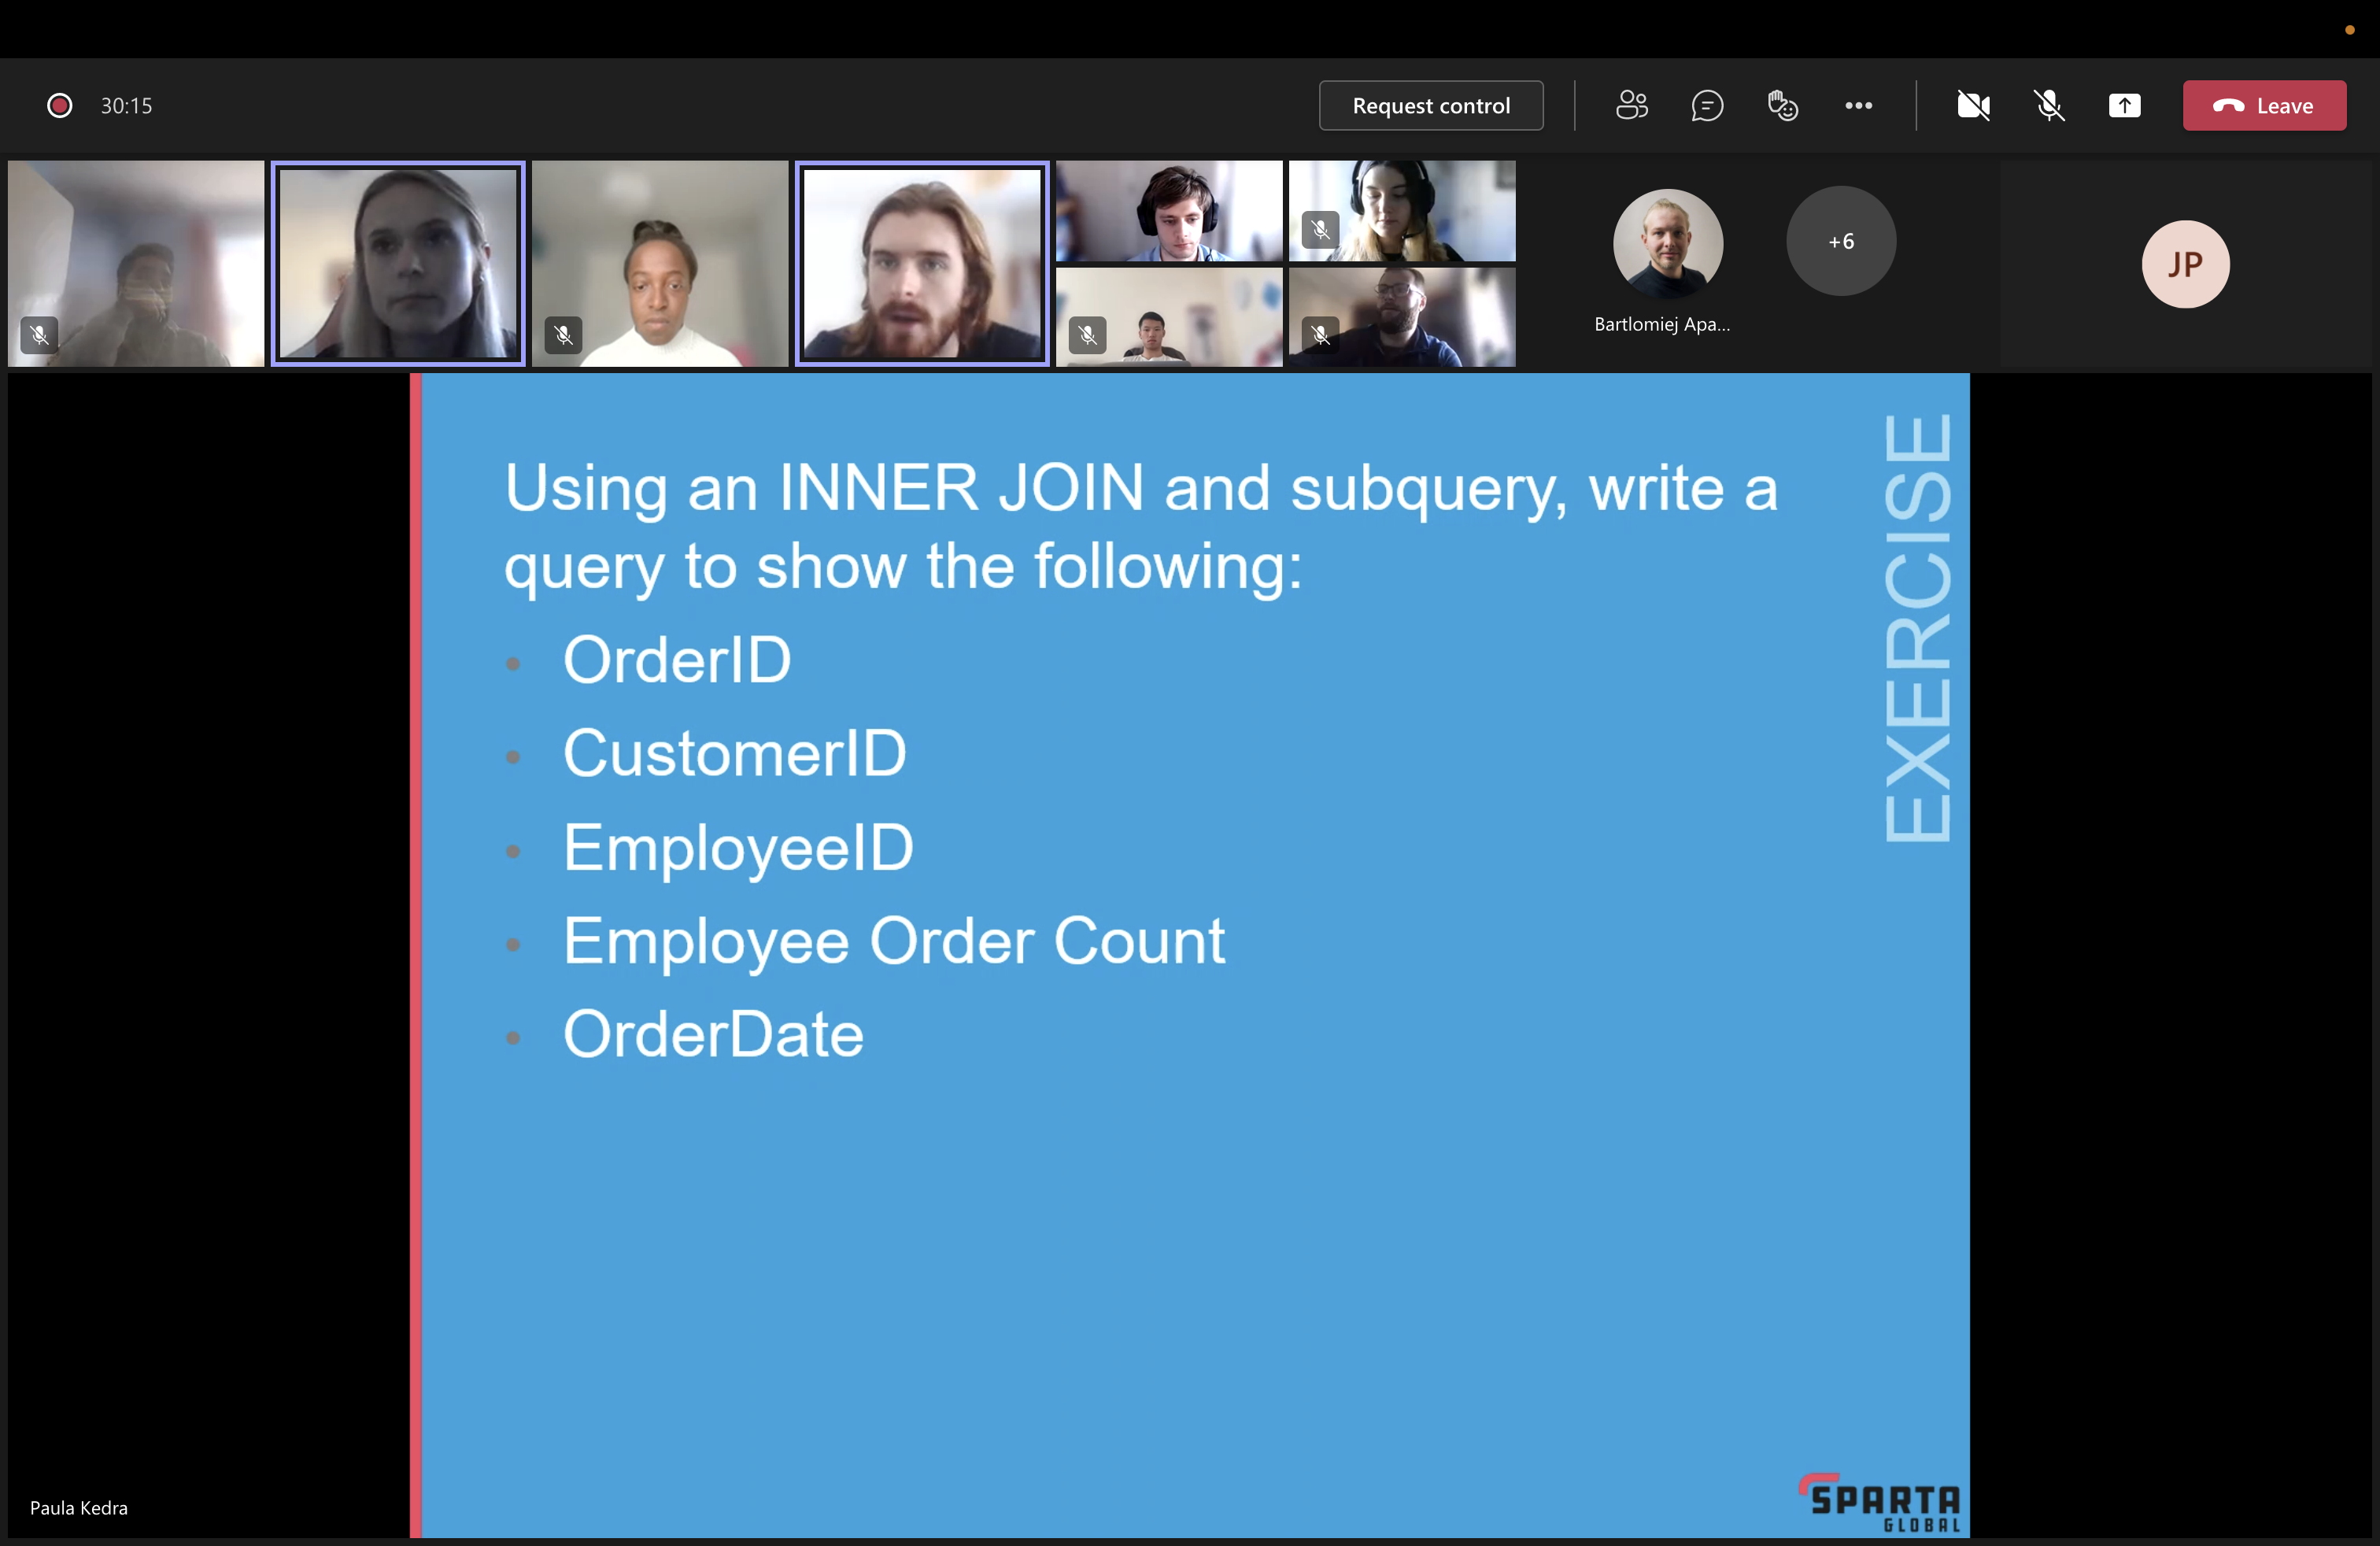 30:15
Request control
Leave
+6
JP
Bartlomiej Apa...
Using an INNER JOIN and subquery, write a
query to show the following:
• OrderID
• CustomerID
• EmployeeID
• Employee Order Count
• OrderDate
EXERCISE
Paula Kedra
SPARTA
GLOBAL